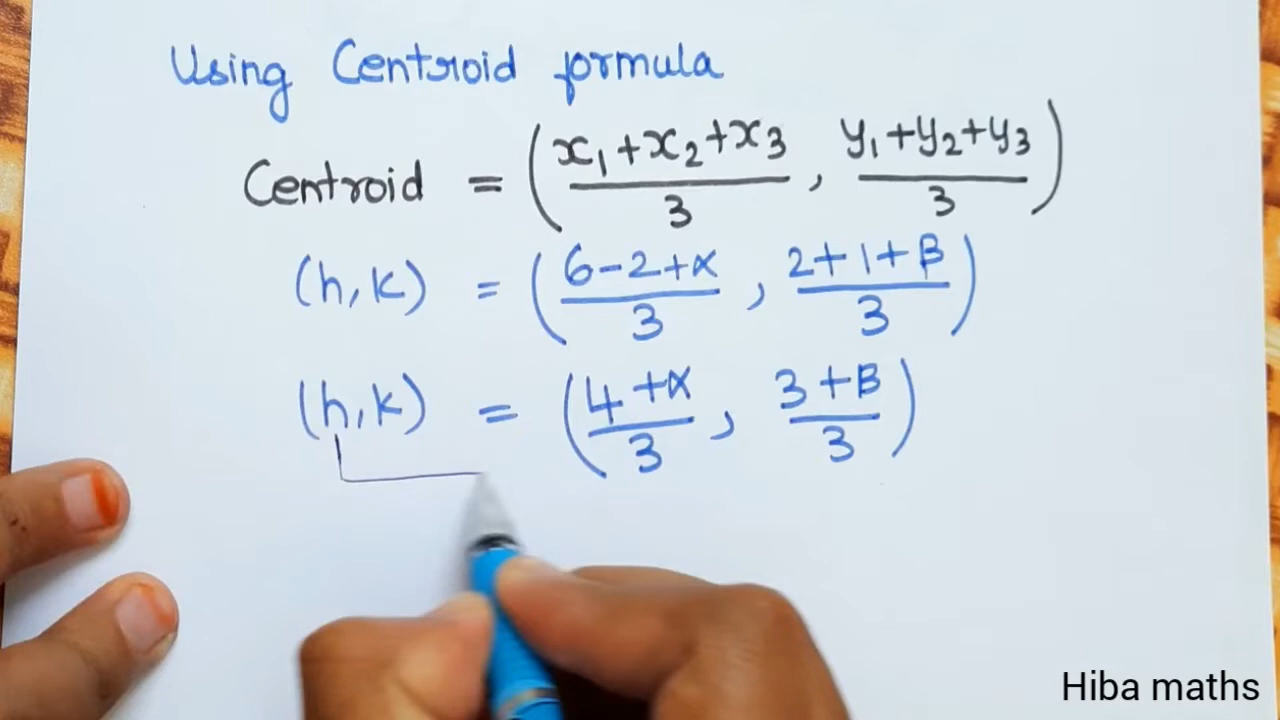 Using Centroid formula
Centroid = (x₁+x₂+x₃/3, y₁+y₂+y₃/3)
(h,k) = (6-2+α/3, 2+1+β/3)
(h,k) = (4+α/3, 3+β/3)
Hiba maths